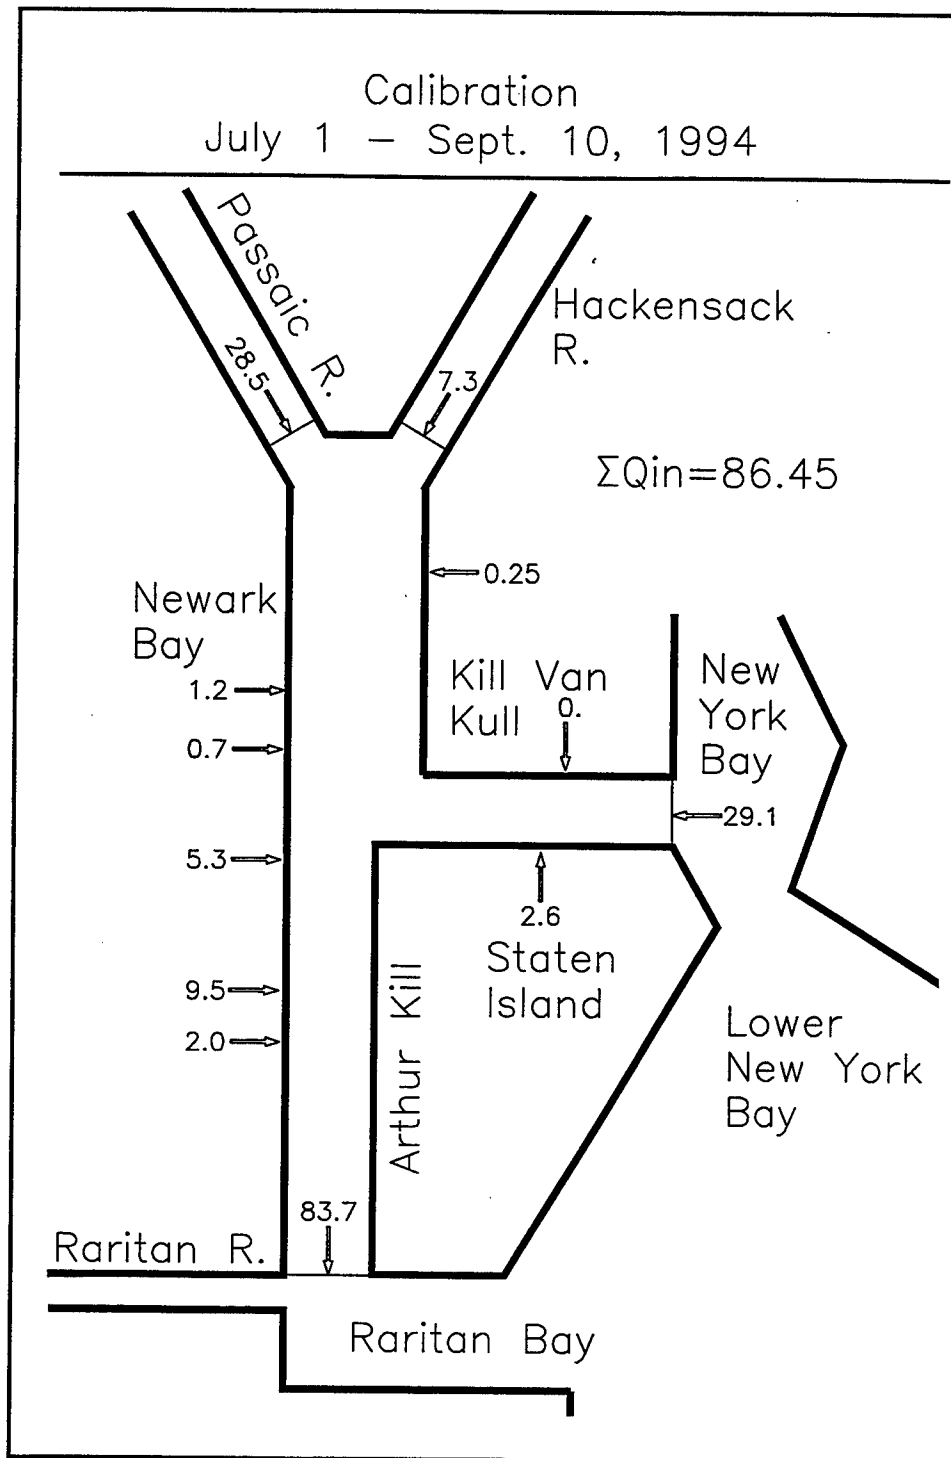 Calibration
July 1 – Sept. 10, 1994
Passaic R.
Hackensack
R.
28.5
7.3
ΣQin=86.45
0.25
Newark
Bay
1.2
0.7
5.3
9.5
2.0
Kill Van
Kull
0.
New
York
Bay
29.1
2.6
Staten
Island
Arthur Kill
Lower
New York
Bay
83.7
Raritan R.
Raritan Bay